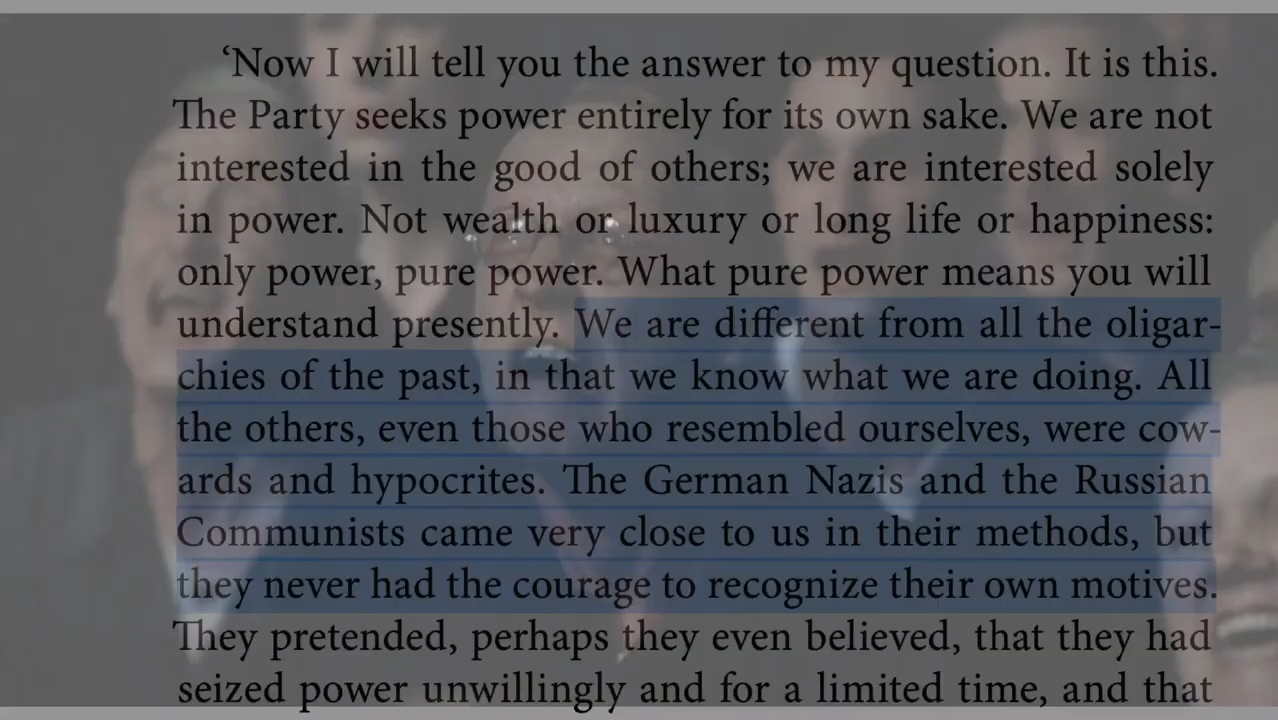 ‘Now I will tell you the answer to my question. It is this.
The Party seeks power entirely for its own sake. We are not
interested in the good of others; we are interested solely
in power. Not wealth or luxury or long life or happiness:
only power, pure power. What pure power means you will
understand presently. We are different from all the oligar-
chies of the past, in that we know what we are doing. All
the others, even those who resembled ourselves, were cow-
ards and hypocrites. The German Nazis and the Russian
Communists came very close to us in their methods, but
they never had the courage to recognize their own motives.
They pretended, perhaps they even believed, that they had
seized power unwillingly and for a limited time, and that